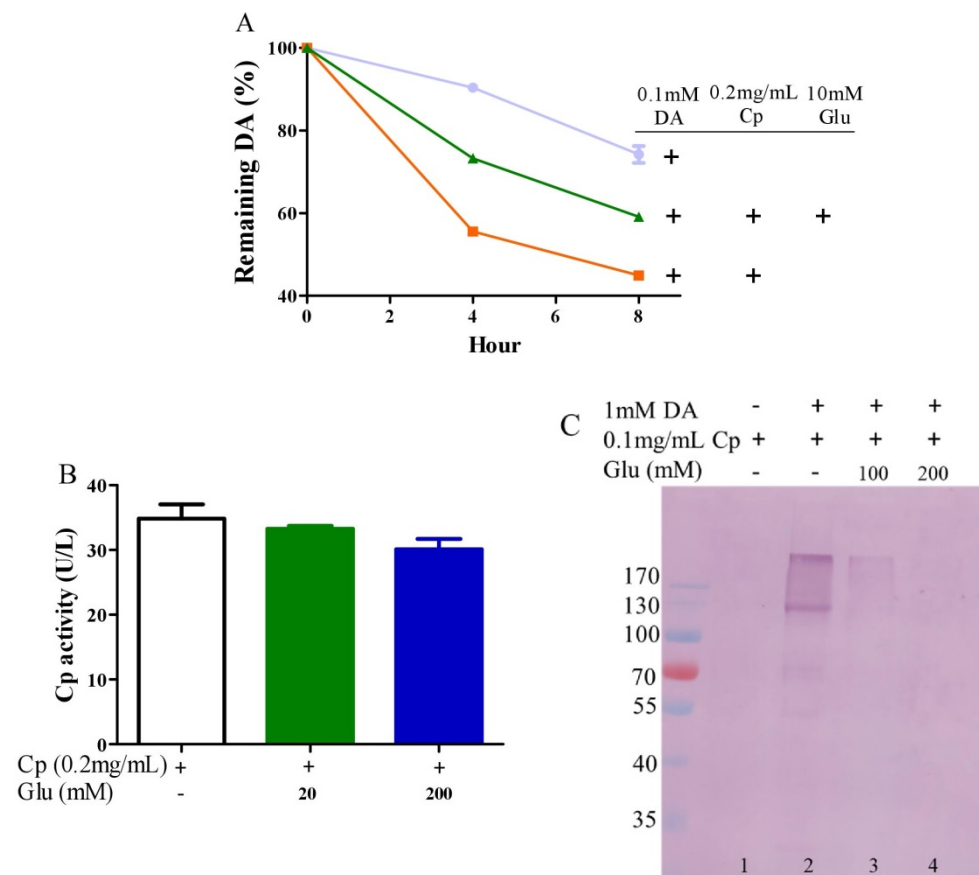 A
Remaining DA (%)
100
80
60
40
0 2 4 6 8
Hour
0.1mM 0.2mg/mL 10mM
DA Cp Glu
+
+ + +
+ +
B
Cp activity (U/L)
40
30
20
10
0
Cp (0.2mg/mL) + + +
Glu (mM) - 20 200
C
1mM DA - + + +
0.1mg/mL Cp + + + +
Glu (mM) - - 100 200
170
130
100
70
55
40
35
1 2 3 4